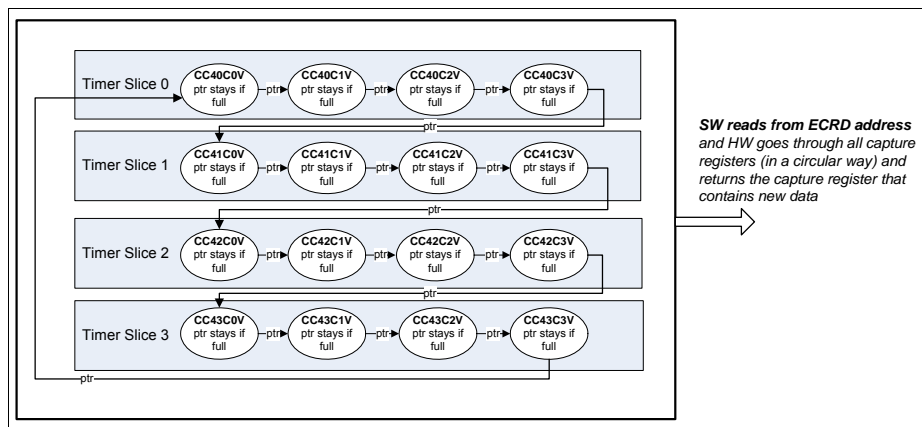 Timer Slice 0
CC40C0V
ptr stays if
full
ptr
CC40C1V
ptr stays if
full
ptr
CC40C2V
ptr stays if
full
ptr
CC40C3V
ptr stays if
full
ptr
Timer Slice 1
CC41C0V
ptr stays if
full
ptr
CC41C1V
ptr stays if
full
ptr
CC41C2V
ptr stays if
full
ptr
CC41C3V
ptr stays if
full
ptr
Timer Slice 2
CC42C0V
ptr stays if
full
ptr
CC42C1V
ptr stays if
full
ptr
CC42C2V
ptr stays if
full
ptr
CC42C3V
ptr stays if
full
ptr
Timer Slice 3
CC43C0V
ptr stays if
full
ptr
CC43C1V
ptr stays if
full
ptr
CC43C2V
ptr stays if
full
ptr
CC43C3V
ptr stays if
full
ptr
SW reads from ECRD address
and HW goes through all capture
registers (in a circular way) and
returns the capture register that
contains new data